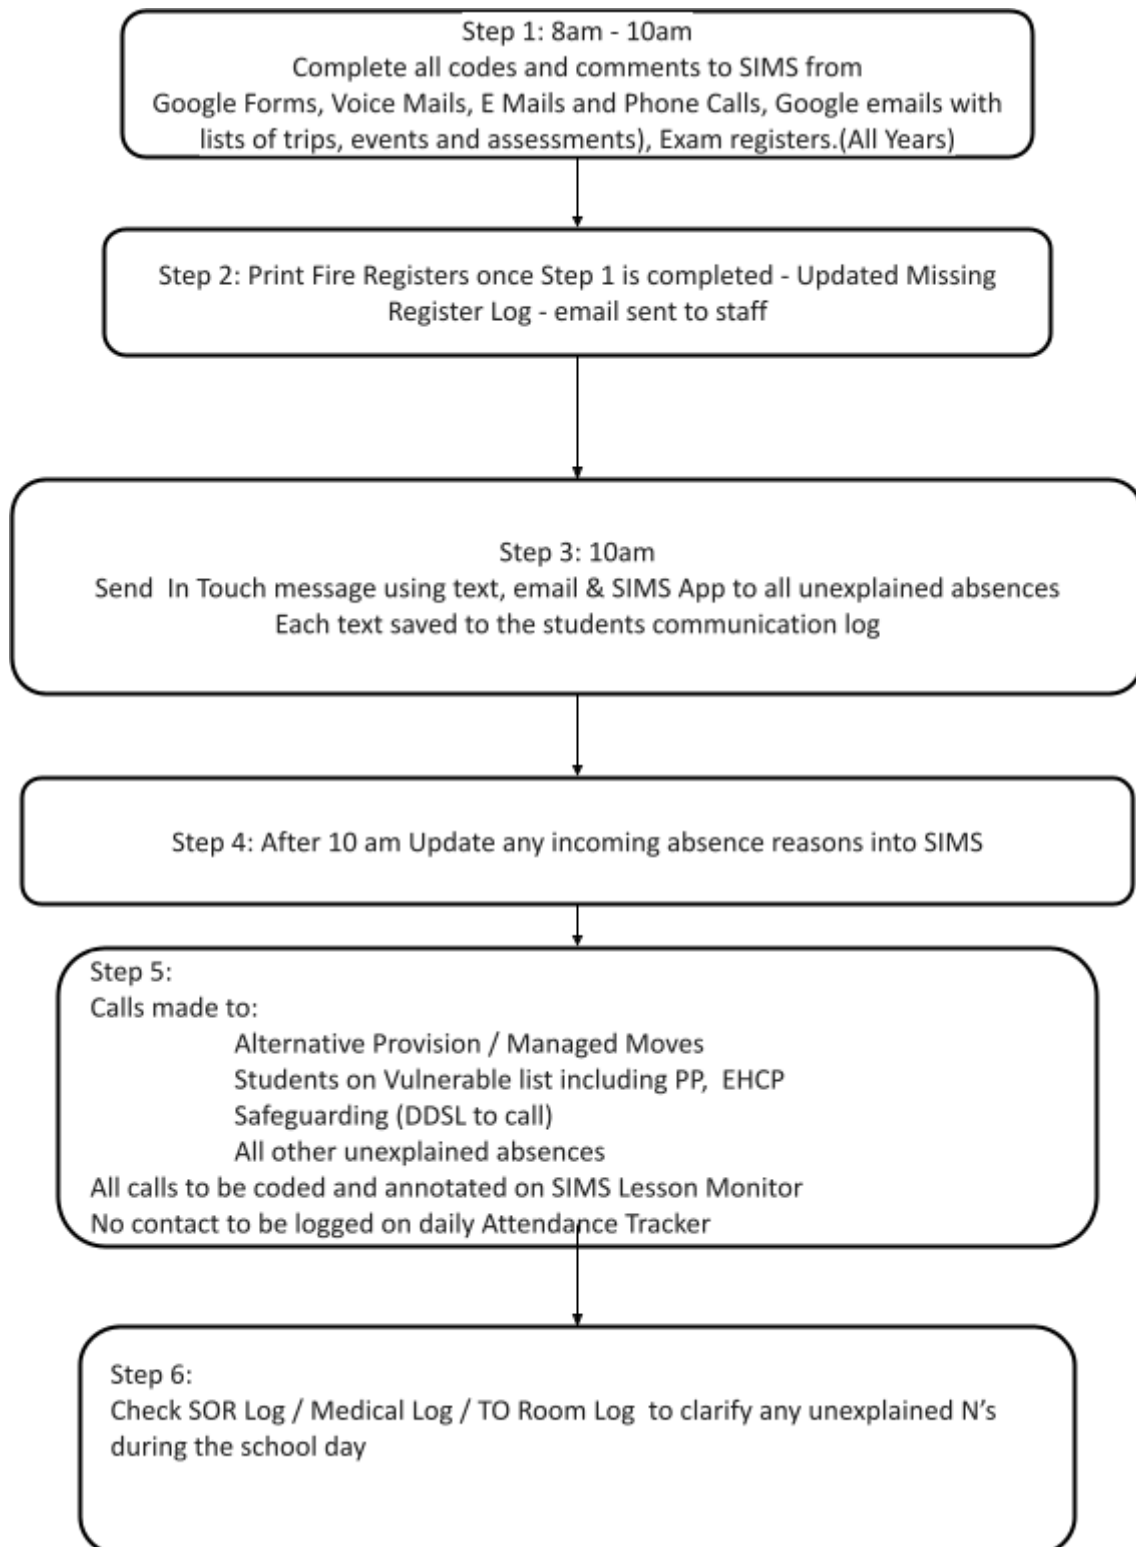 Step 1: 8am - 10am
Complete all codes and comments to SIMS from
Google Forms, Voice Mails, E Mails and Phone Calls, Google emails with
lists of trips, events and assessments), Exam registers.(All Years)
Step 2: Print Fire Registers once Step 1 is completed - Updated Missing
Register Log - email sent to staff
Step 3: 10am
Send  In Touch message using text, email & SIMS App to all unexplained absences
Each text saved to the students communication log
Step 4: After 10 am Update any incoming absence reasons into SIMS
Step 5:
Calls made to:
Alternative Provision / Managed Moves
Students on Vulnerable list including PP,  EHCP
Safeguarding (DDSL to call)
All other unexplained absences
All calls to be coded and annotated on SIMS Lesson Monitor
No contact to be logged on daily Attendance Tracker
Step 6:
Check SOR Log / Medical Log / TO Room Log  to clarify any unexplained N’s
during the school day